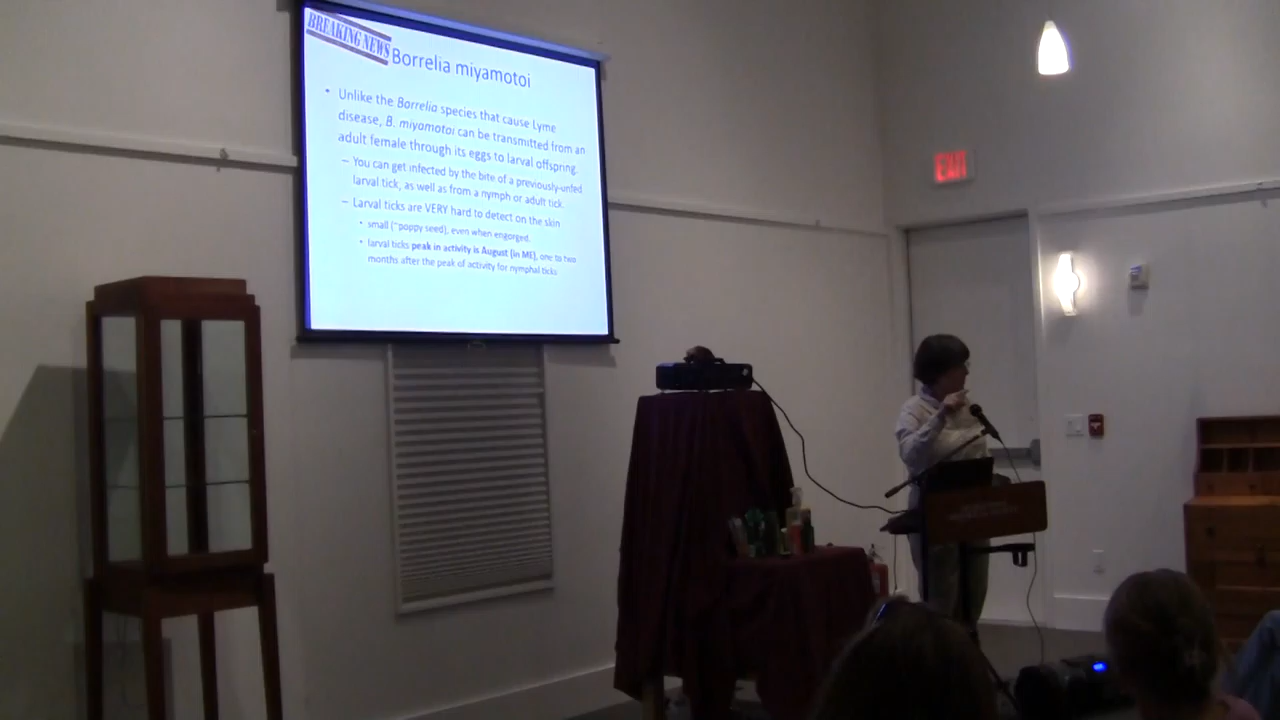 BREAKING NEWS
Borrelia miyamotoi
• Unlike the Borrelia species that cause Lyme
disease, B. miyamotoi can be transmitted from an
adult female through its eggs to larval offspring.
– You can get infected by the bite of a previously-unfed
larval tick, as well as from a nymph or adult tick.
– Larval ticks are VERY hard to detect on the skin
• small (~poppy seed), even when engorged.
• larval ticks peak in activity is August (in ME), one to two
months after the peak of activity for nymphal ticks
EXIT